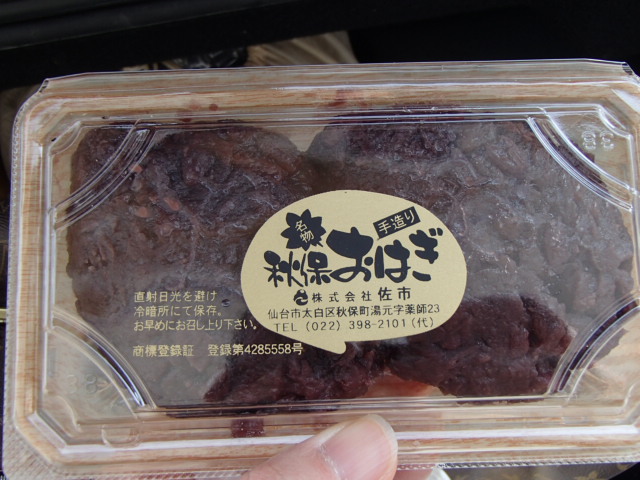 名物
手造り
秋保おはぎ
株式会社 佐市
仙台市太白区秋保町湯元字薬師23
TEL (022) 398-2101 (代)
直射日光を避け
冷暗所にて保存。
お早めにお召し上り下さい。
商標登録証 登録第4285558号